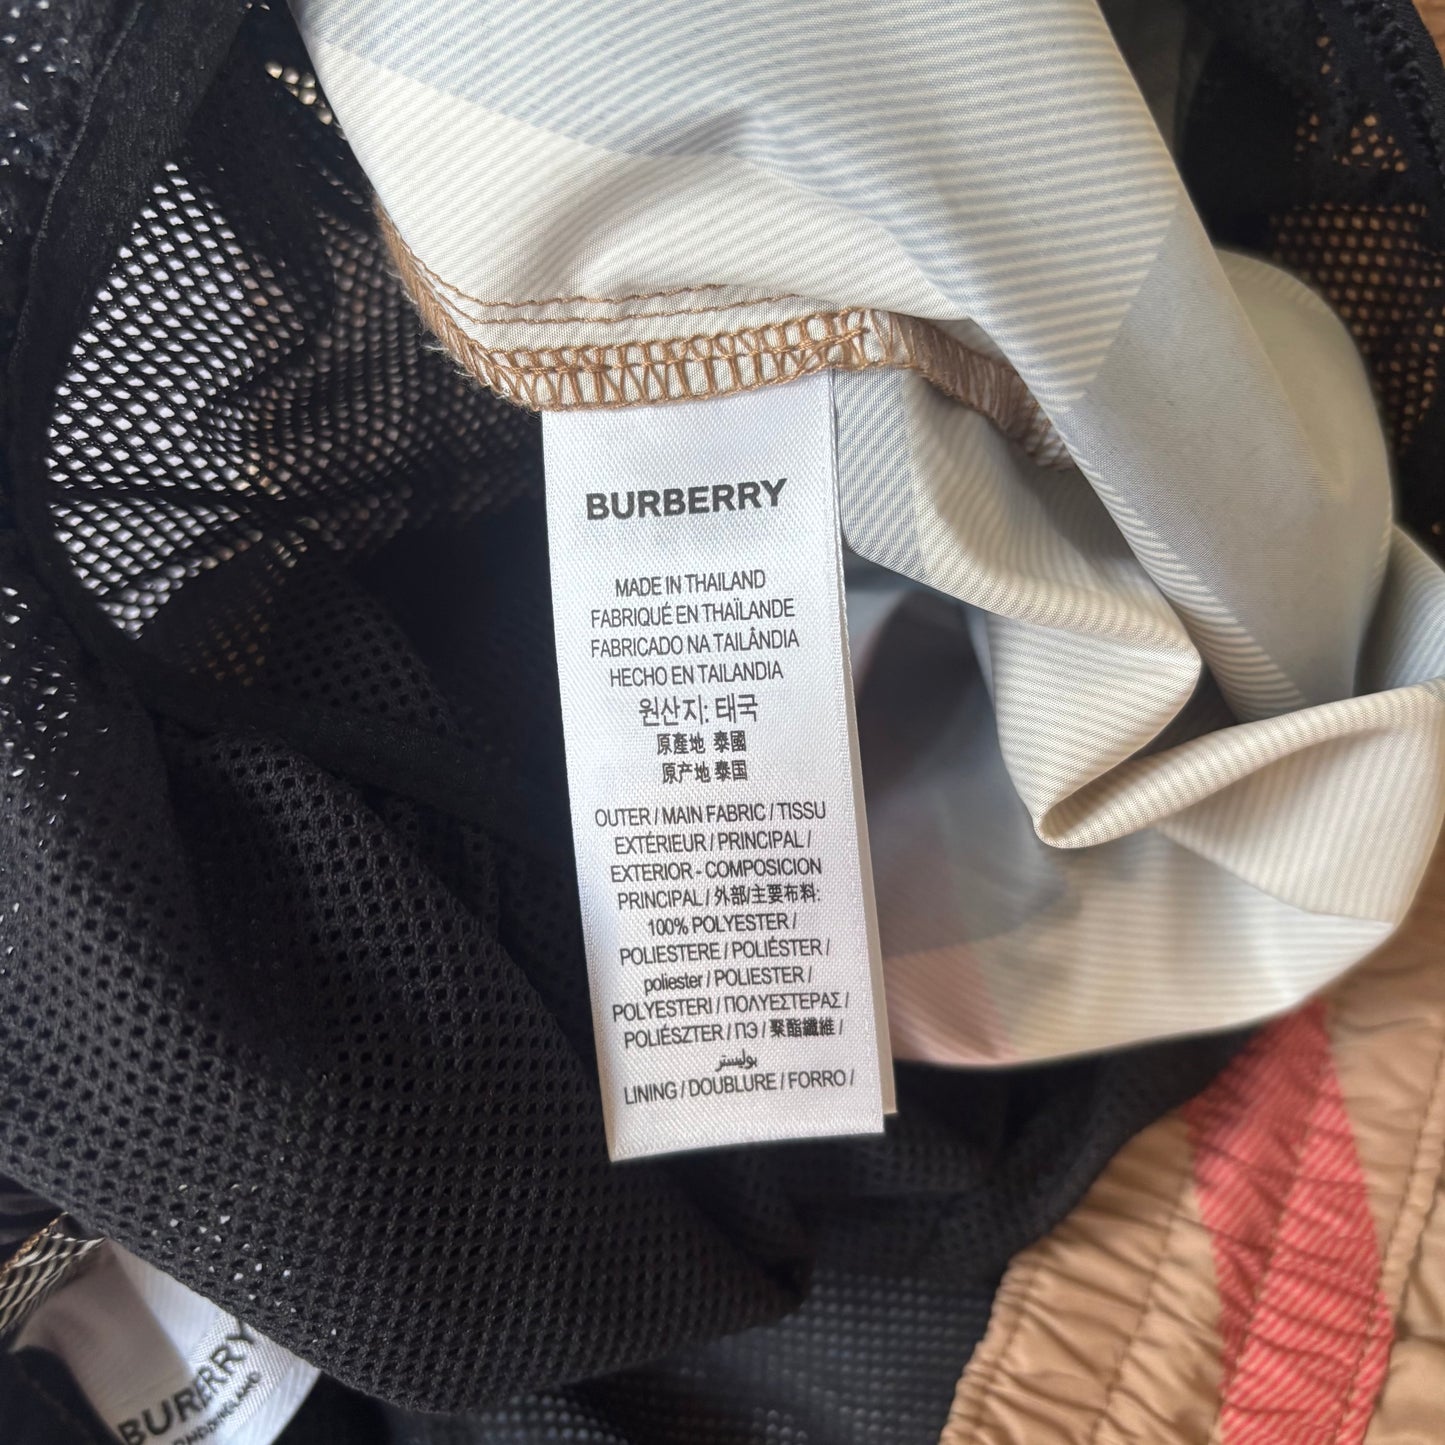 BURBERRY
MADE IN THAILAND
FABRIQUÉ EN THAÏLANDE
FABRICADO NA TAILÂNDIA
HECHO EN TAILANDIA
원산지: 태국
原產地 泰國
原产地 泰国
OUTER / MAIN FABRIC / TISSU
EXTÉRIEUR / PRINCIPAL /
EXTERIOR - COMPOSICION
PRINCIPAL / 外部/主要布料:
100% POLYESTER /
POLIESTERE / POLIÉSTER /
poliester / POLIESTER /
POLYESTERI / ΠΟΛΥΕΣΤΕΡΑΣ /
POLIÉSZTER / ПЭ / 聚酯纖維 /
بوليستر
LINING / DOUBLURE / FORRO /
BURBERRY